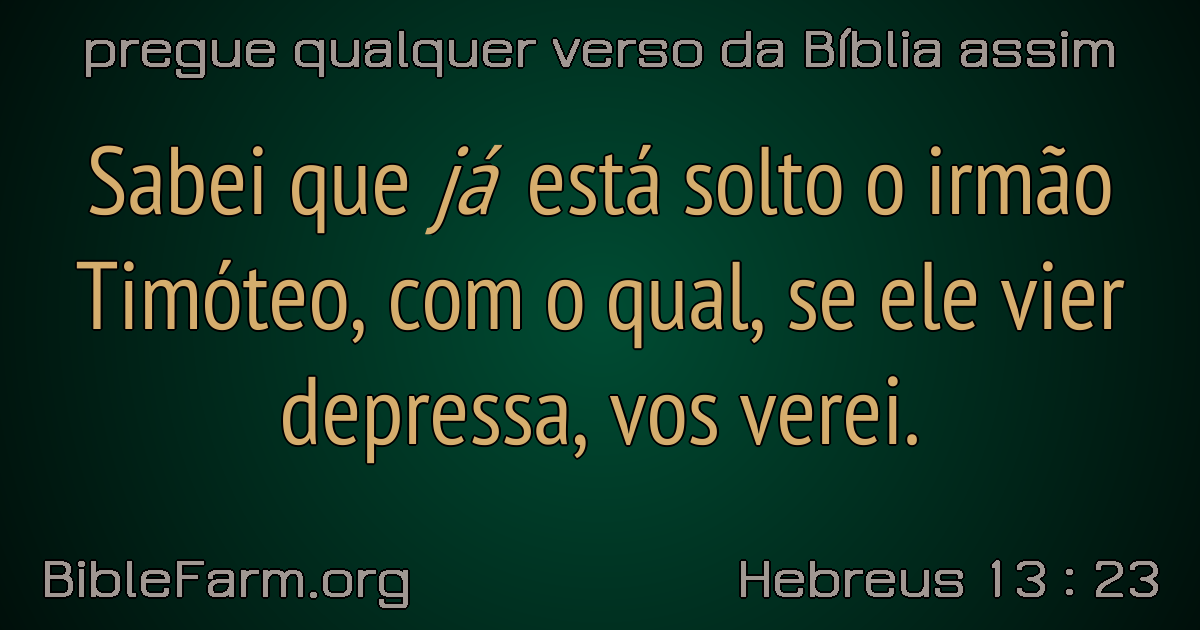 pregue qualquer verso da Bíblia assim
Sabei que já está solto o irmão
Timóteo, com o qual, se ele vier
depressa, vos verei.
BibleFarm.org
Hebreus 13 : 23